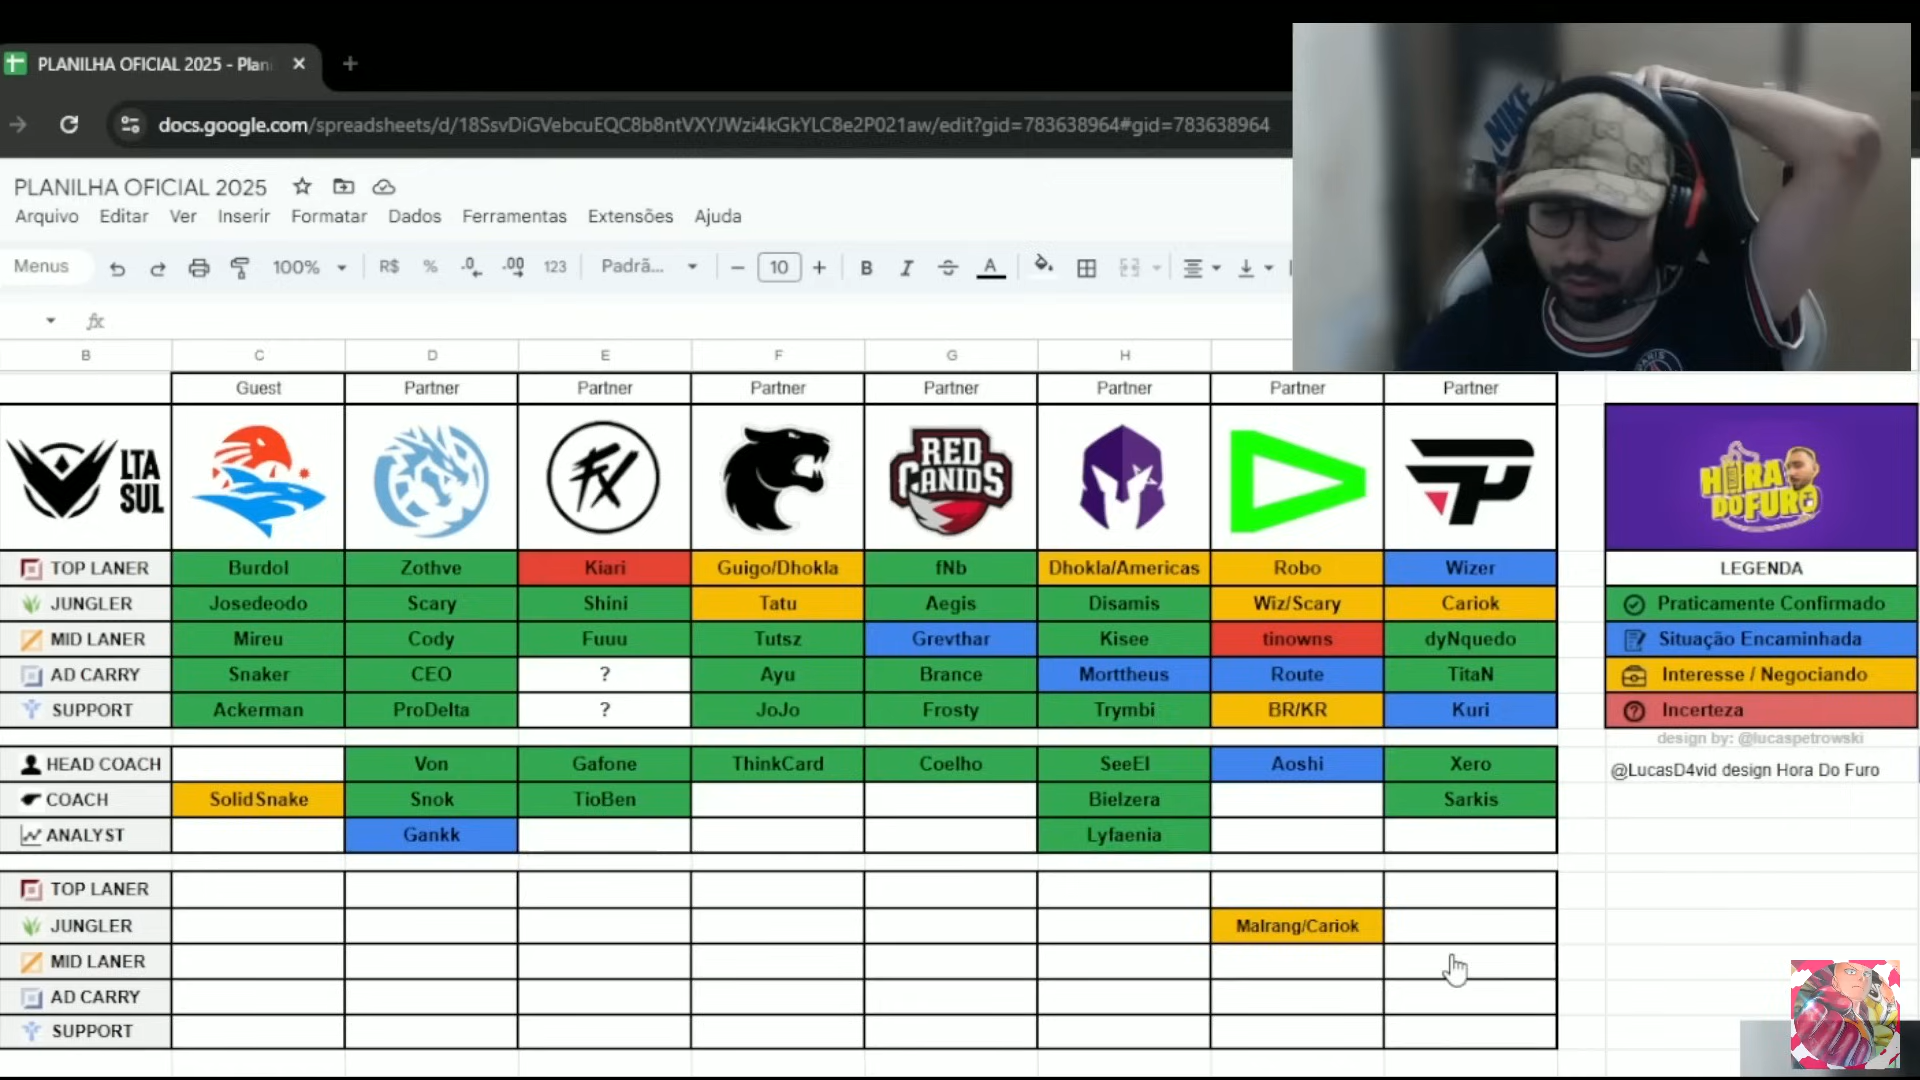 PLANILHA OFICIAL 2025 - Plani
docs.google.com/spreadsheets/d/18SsvDiGVebcuEQC8b8ntVXYJWzi4kGkYLC8e2P021aw/edit?gid=783638964#gid=783638964
NIKE
PLANILHA OFICIAL 2025
Arquivo Editar Ver Inserir Formatar Dados Ferramentas Extensões Ajuda
Menus 100% R$ % .0 .00 123 Padrã... 10 B I S A
fx
PARIS
B C D E F G H
Guest Partner Partner Partner Partner Partner Partner Partner
LTA SUL FX RED CANIDS HORA DO FURO
TOP LANER Burdol Zothve Kiari Guigo/Dhokla fNb Dhokla/Americas Robo Wizer LEGENDA
JUNGLER Josedeodo Scary Shini Tatu Aegis Disamis Wiz/Scary Cariok Praticamente Confirmado
MID LANER Mireu Cody Fuuu Tutsz Grevthar Kisee tinowns dyNquedo Situação Encaminhada
AD CARRY Snaker CEO ? Ayu Brance Morttheus Route TitaN Interesse / Negociando
SUPPORT Ackerman ProDelta ? JoJo Frosty Trymbi BR/KR Kuri Incerteza
design by: @lucaspetrowski
HEAD COACH Von Gafone ThinkCard Coelho SeeEl Aoshi Xero @LucasD4vid design Hora Do Furo
COACH SolidSnake Snok TioBen Bielzera Sarkis
ANALYST Gankk Lyfaenia
TOP LANER
JUNGLER Malrang/Cariok
MID LANER
AD CARRY
SUPPORT